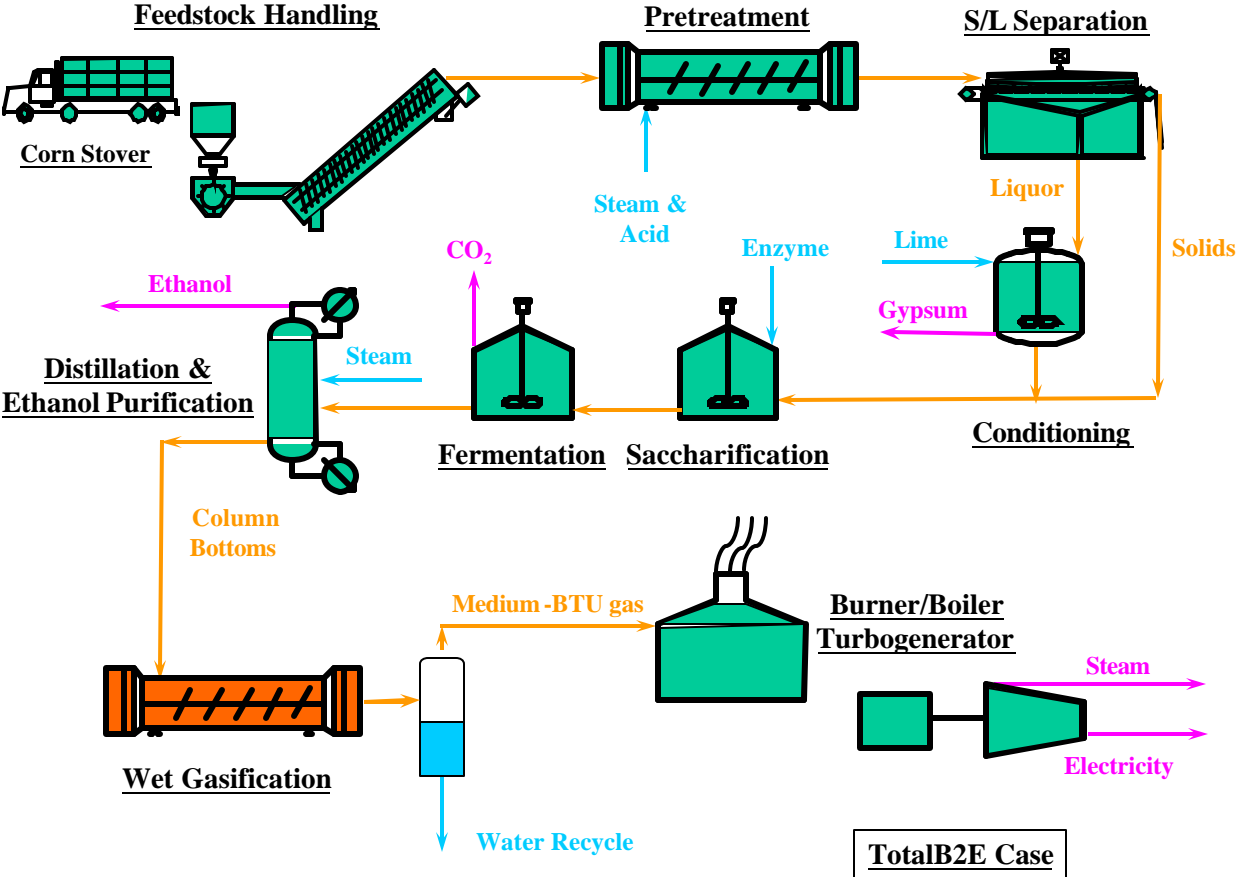 Feedstock Handling
Pretreatment
S/L Separation
Corn Stover
Steam &
Acid
Liquor
Solids
CO2
Enzyme
Lime
Ethanol
Gypsum
Steam
Distillation &
Ethanol Purification
Fermentation
Saccharification
Conditioning
Column
Bottoms
Medium-BTU gas
Burner/Boiler
Turbogenerator
Steam
Electricity
Wet Gasification
Water Recycle
TotalB2E Case